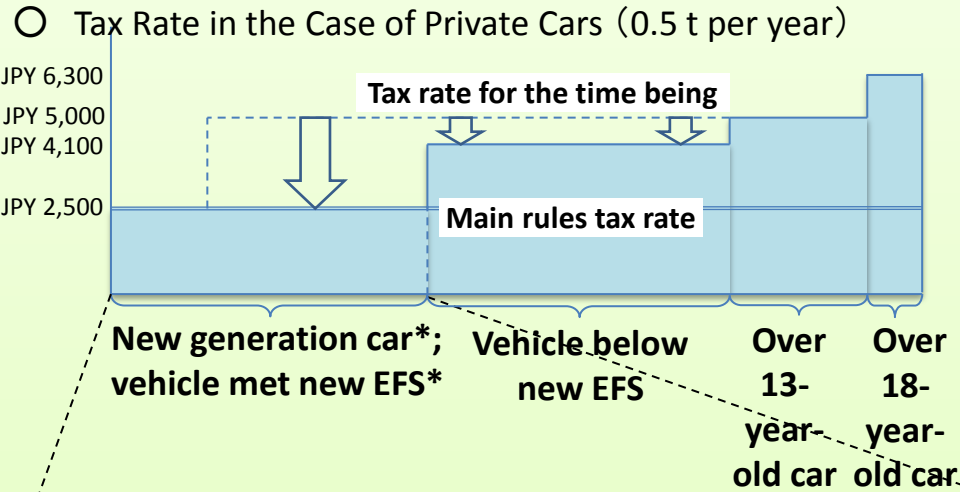 ○ Tax Rate in the Case of Private Cars（0.5 t per year）
JPY 6,300
Tax rate for the time being
JPY 5,000
JPY 4,100
JPY 2,500
Main rules tax rate
New generation car*;
vehicle met new EFS*
Vehicle below
new EFS
Over
13-
year-
old car
Over
18-
year-
old car